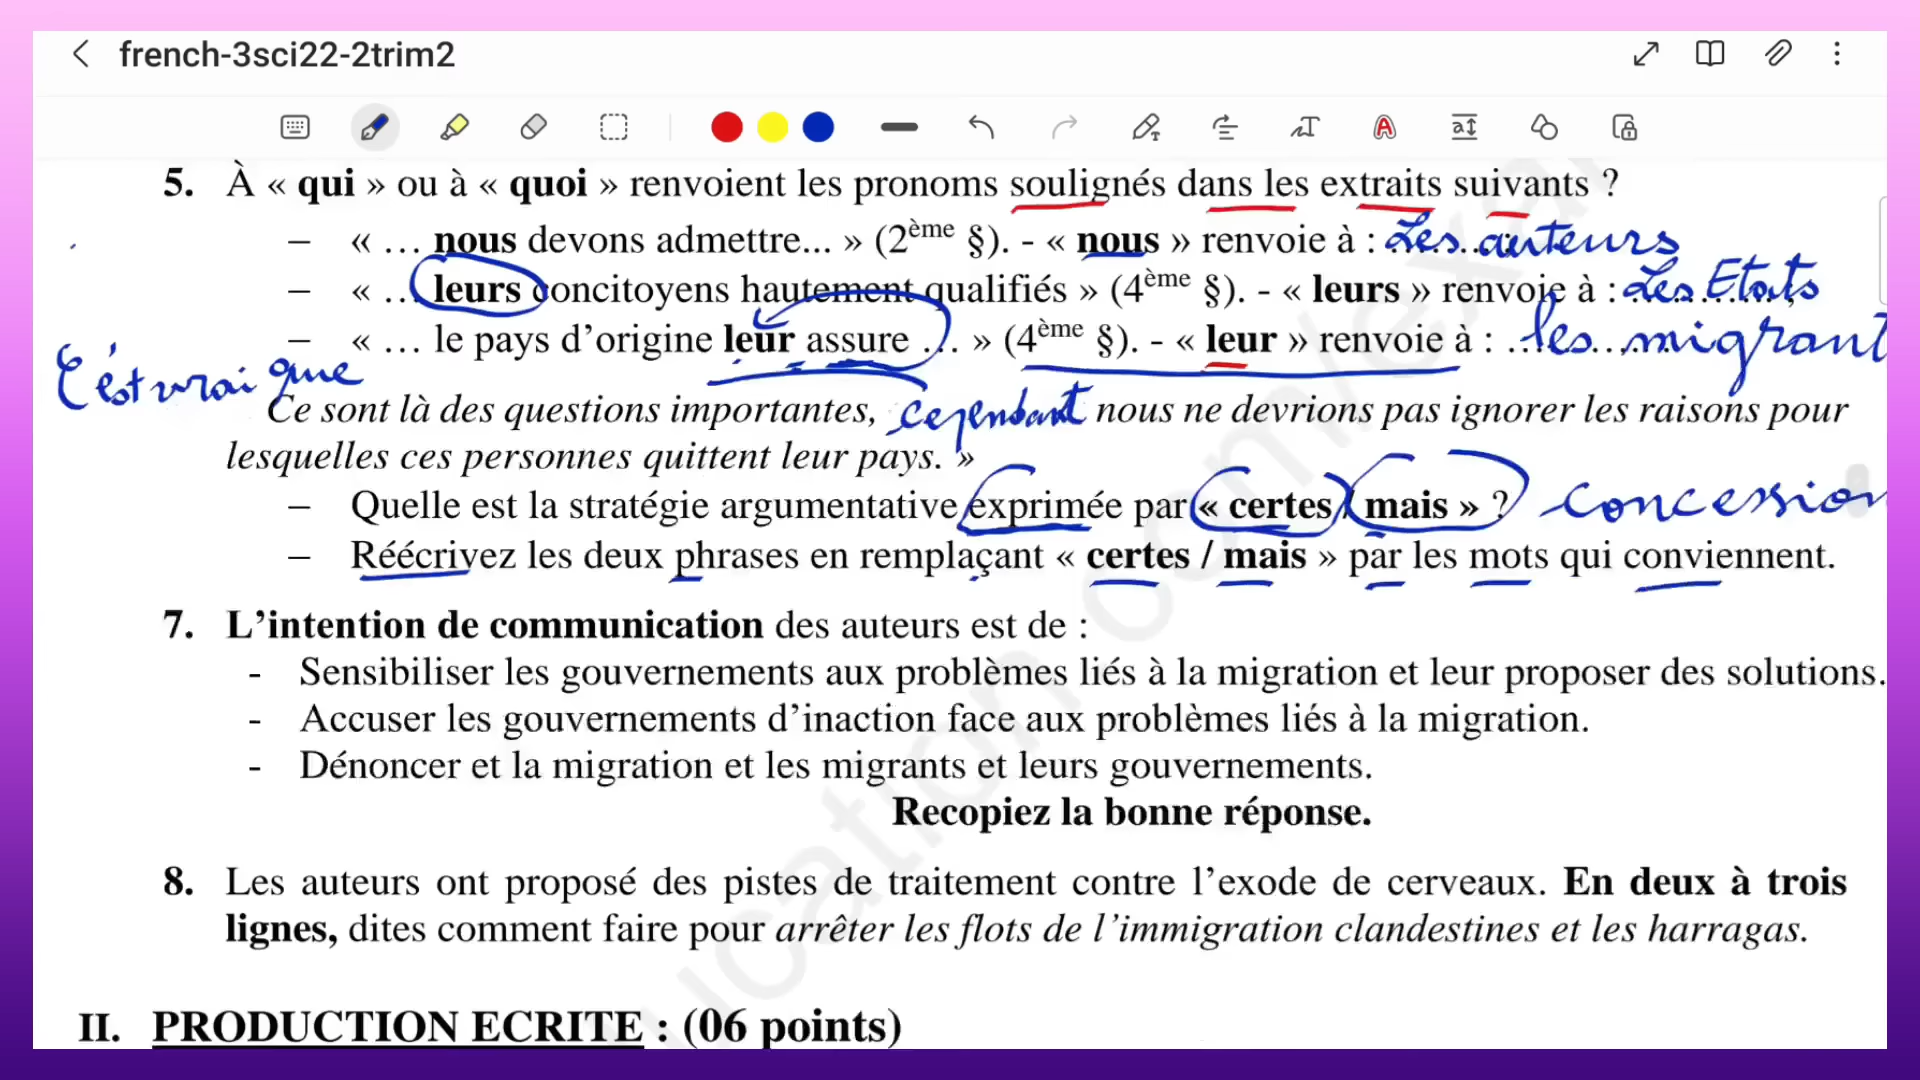 french-3sci22-2trim2
5. À « qui » ou à « quoi » renvoient les pronoms soulignés dans les extraits suivants ?
– « … nous devons admettre... » (2ème §). - « nous » renvoie à : Les auteurs
– « … leurs concitoyens hautement qualifiés » (4ème §). - « leurs » renvoie à : Les Etats
– « … le pays d'origine leur assure … » (4ème §). - « leur » renvoie à : les migrant
C'est vrai que
Ce sont là des questions importantes, cependant nous ne devrions pas ignorer les raisons pour
lesquelles ces personnes quittent leur pays. »
– Quelle est la stratégie argumentative exprimée par « certes / mais » ? concession
– Réécrivez les deux phrases en remplaçant « certes / mais » par les mots qui conviennent.
7. L'intention de communication des auteurs est de :
- Sensibiliser les gouvernements aux problèmes liés à la migration et leur proposer des solutions.
- Accuser les gouvernements d'inaction face aux problèmes liés à la migration.
- Dénoncer et la migration et les migrants et leurs gouvernements.
Recopiez la bonne réponse.
8. Les auteurs ont proposé des pistes de traitement contre l'exode de cerveaux. En deux à trois
lignes, dites comment faire pour arrêter les flots de l'immigration clandestines et les harragas.
II. PRODUCTION ECRITE : (06 points)